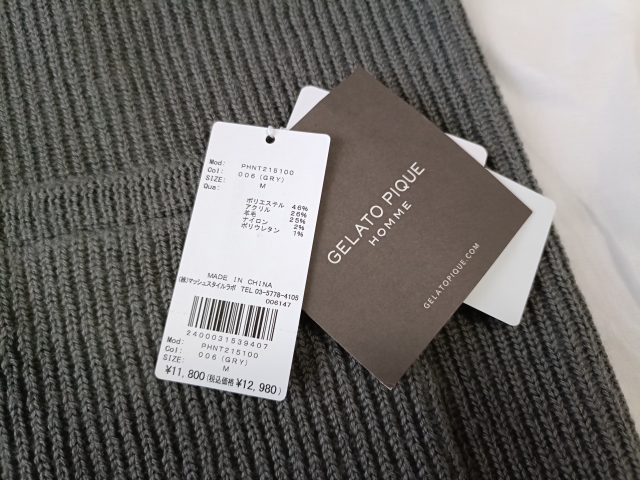 Mod: PHNT215100
Col: 006(GRY)
SIZE: M
Qua:
ポリエステル 46%
アクリル 26%
羊毛 25%
ナイロン 2%
ポリウレタン 1%
MADE IN CHINA
(株)マッシュスタイルラボ TEL 03-5778-4105
006147
2400031539407
Mod: PHNT215100
Col: 006(GRY)
SIZE: M
¥11,800(税込価格 ¥12,980)
GELATO PIQUE
HOMME
GELATOPIQUE.COM